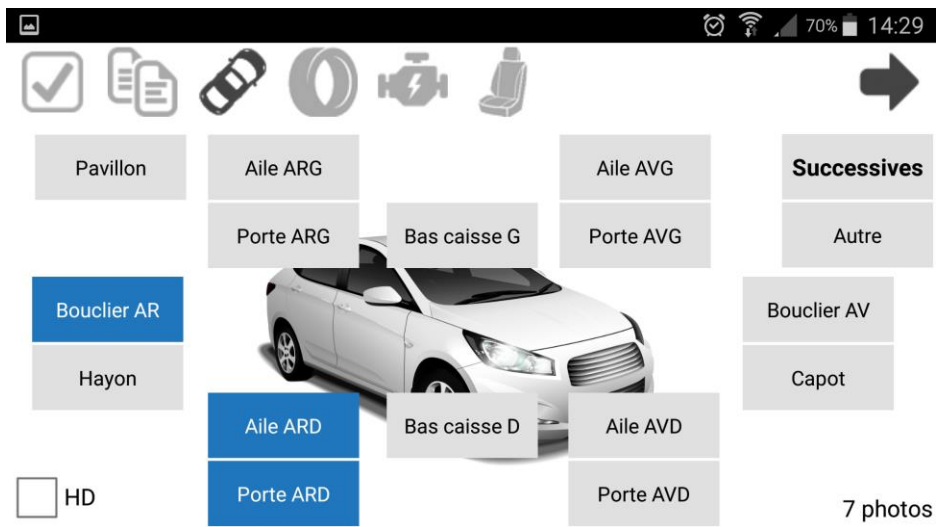 70% 14:29
Pavillon Aile ARG Aile AVG Successives
Porte ARG Bas caisse G Porte AVG Autre
Bouclier AR Bouclier AV
Hayon Capot
Aile ARD Bas caisse D Aile AVD
HD Porte ARD Porte AVD 7 photos